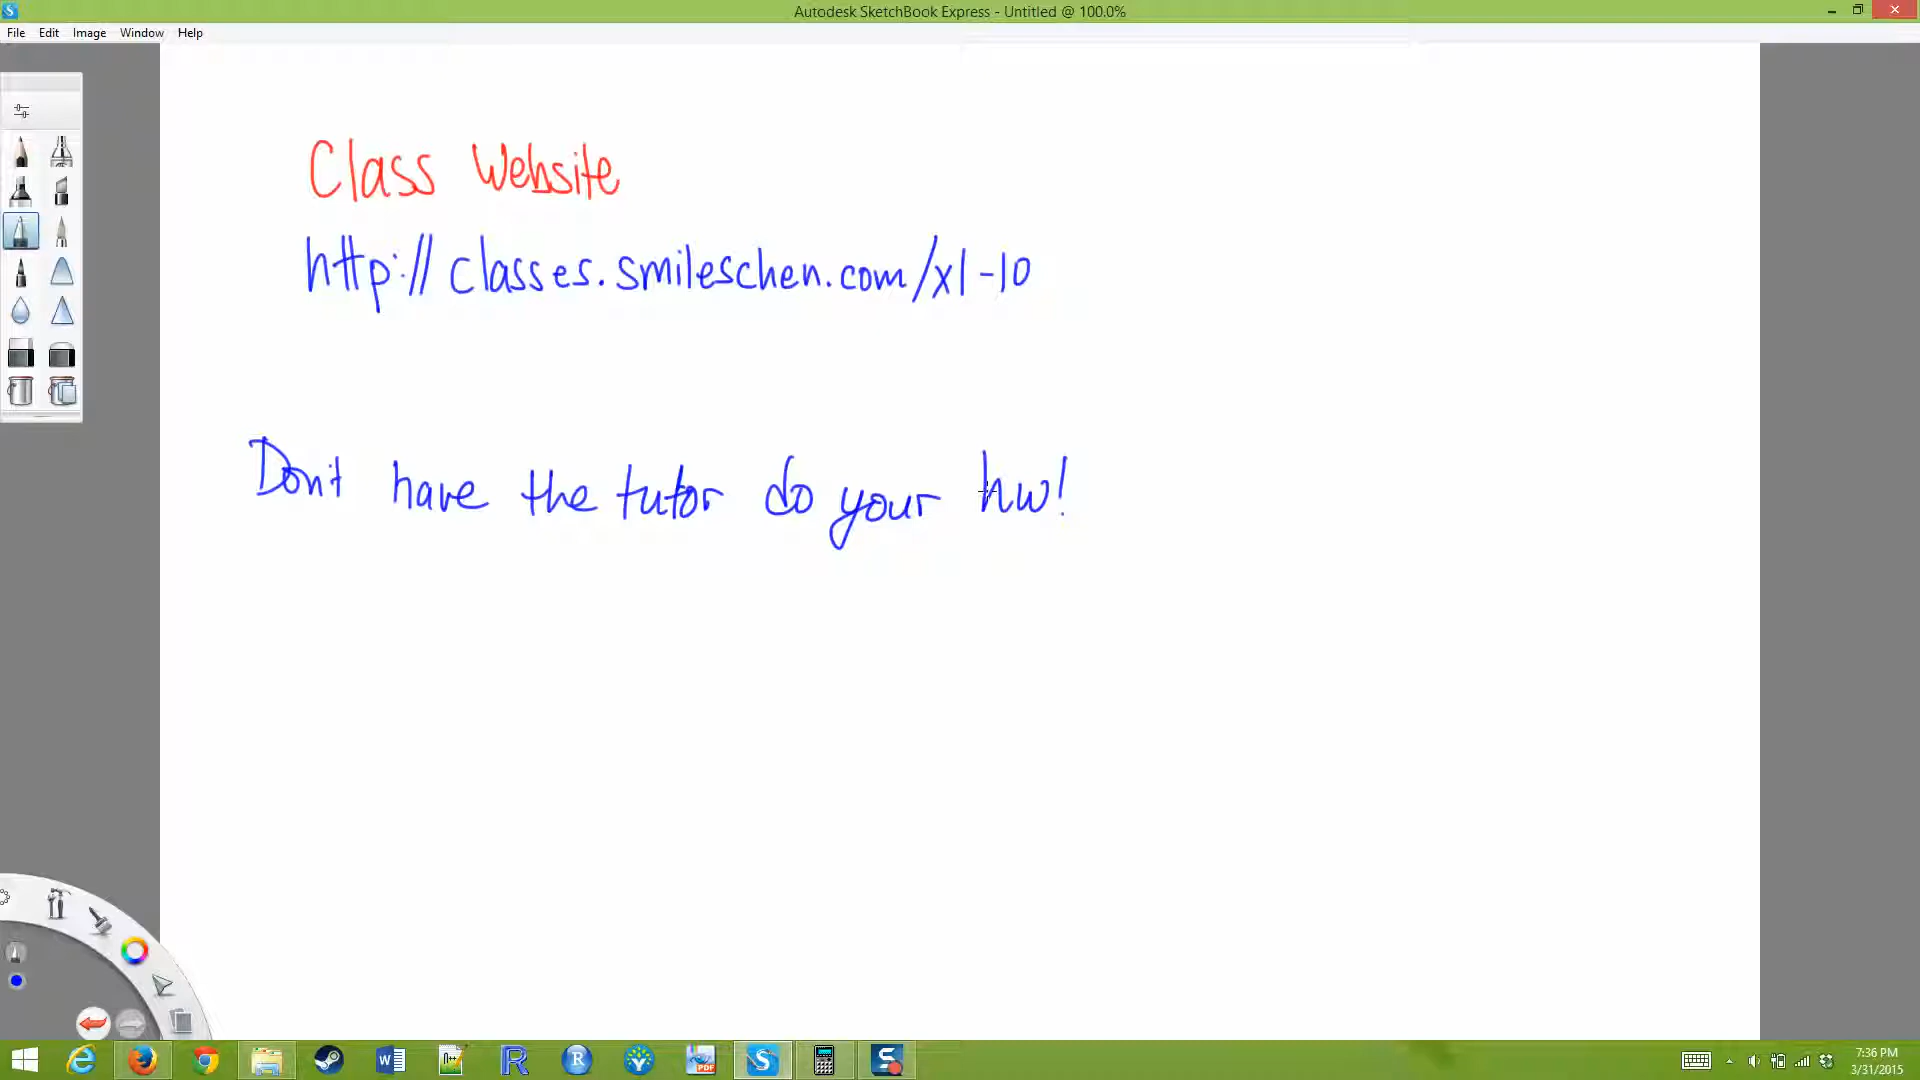 Autodesk SketchBook Express - Untitled @ 100.0%
File Edit Image Window Help
Class Website
http://classes.smileschen.com/x1-10
Don't have the tutor do your hw!
7:36 PM
3/31/2015